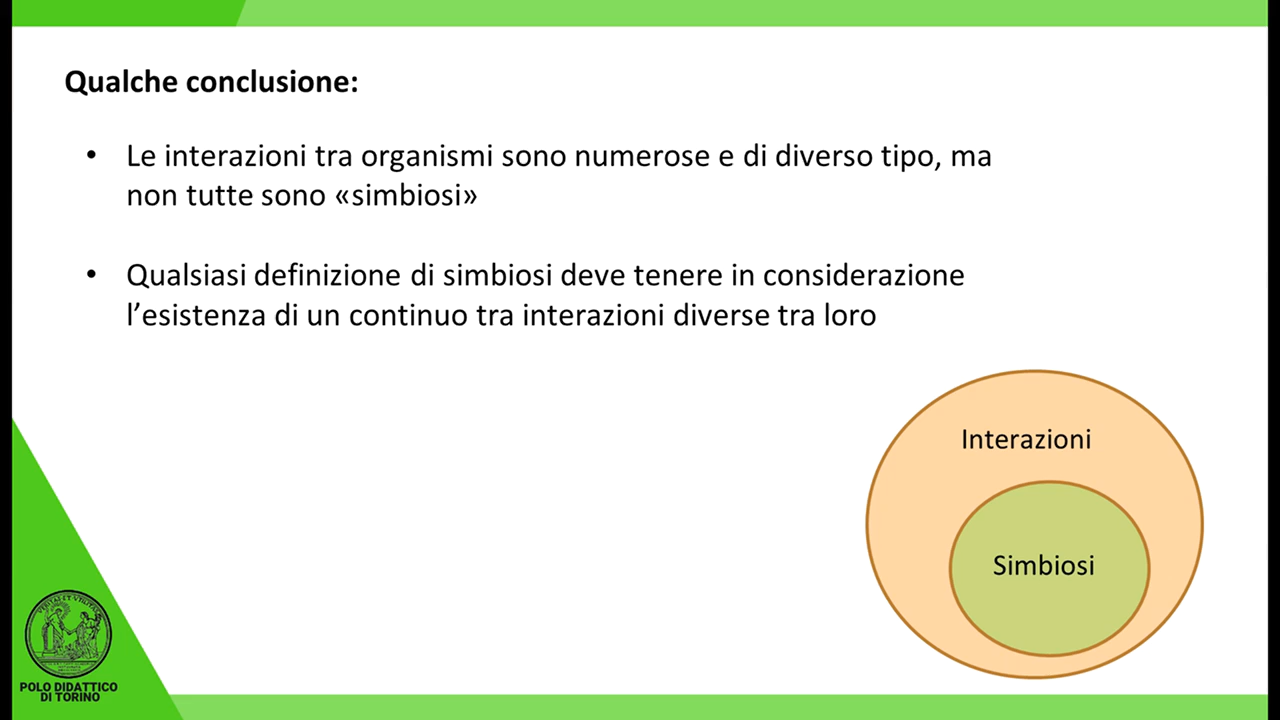 Qualche conclusione:
• Le interazioni tra organismi sono numerose e di diverso tipo, ma
non tutte sono «simbiosi»
• Qualsiasi definizione di simbiosi deve tenere in considerazione
l’esistenza di un continuo tra interazioni diverse tra loro
Interazioni
Simbiosi
POLO DIDATTICO
DI TORINO